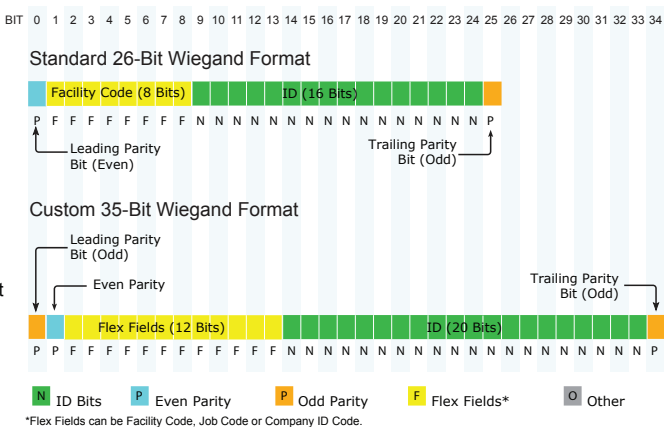 BIT 0 1 2 3 4 5 6 7 8 9 10 11 12 13 14 15 16 17 18 19 20 21 22 23 24 25 26 27 28 29 30 31 32 33 34
Standard 26-Bit Wiegand Format
Facility Code (8 Bits) ID (16 Bits)
P F F F F F F F F N N N N N N N N N N N N N N N N P
Leading Parity
Bit (Even)
Trailing Parity
Bit (Odd)
Custom 35-Bit Wiegand Format
Leading Parity
Bit (Odd)
Even Parity
Trailing Parity
Bit (Odd)
t
Flex Fields (12 Bits) ID (20 Bits)
P P F F F F F F F F F F F F N N N N N N N N N N N N N N N N N N N N P
N ID Bits P Even Parity P Odd Parity F Flex Fields* O Other
*Flex Fields can be Facility Code, Job Code or Company ID Code.